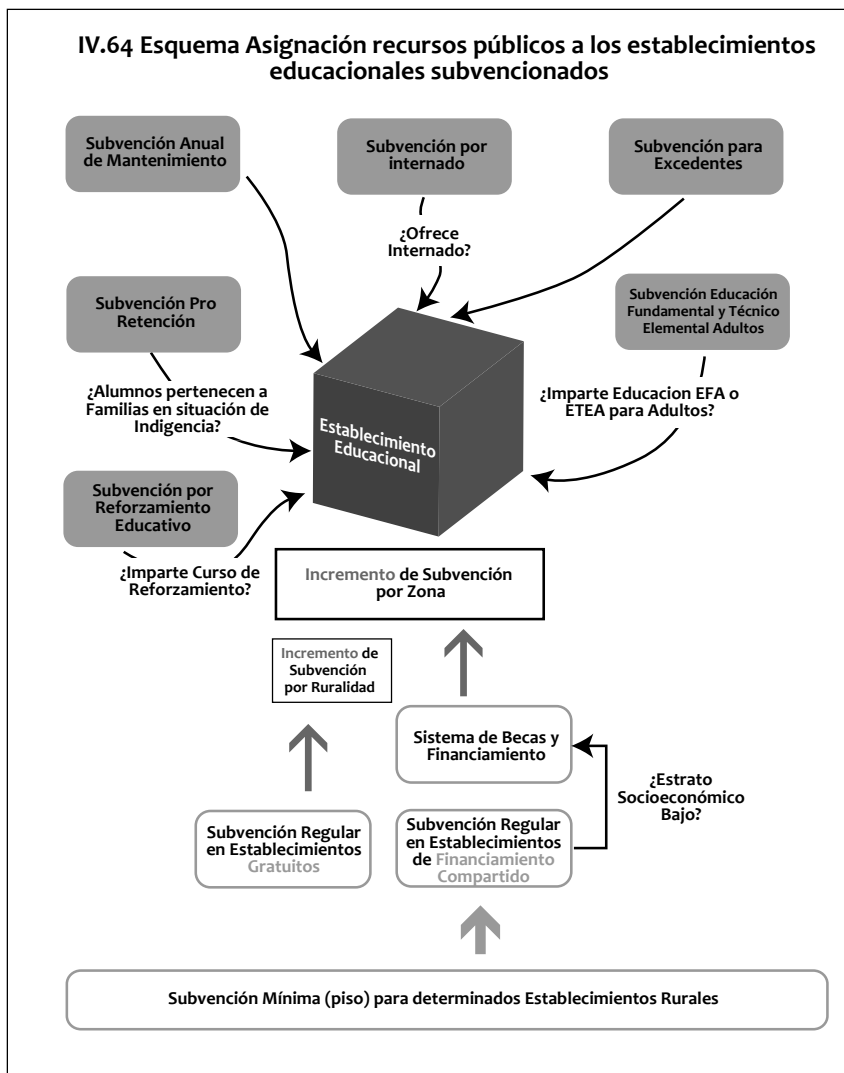 IV.64 Esquema Asignación recursos públicos a los establecimientos
educacionales subvencionados
Subvención Anual
de Mantenimiento
Subvención por
internado
Subvención para
Excedentes
¿Ofrece
Internado?
Subvención Pro
Retención
Subvención Educación
Fundamental y Técnico
Elemental Adultos
¿Alumnos pertenecen a
Familias en situación de
Indigencia?
¿Imparte Educacion EFA o
ETEA para Adultos?
Establecimiento
Educacional
Subvención por
Reforzamiento
Educativo
¿Imparte Curso de
Reforzamiento?
Incremento de Subvención
por Zona
Incremento de
Subvención
por Ruralidad
Sistema de Becas y
Financiamiento
¿Estrato
Socioeconómico
Bajo?
Subvención Regular
en Establecimientos
Gratuitos
Subvención Regular
en Establecimientos
de Financiamiento
Compartido
Subvención Mínima (piso) para determinados Establecimientos Rurales